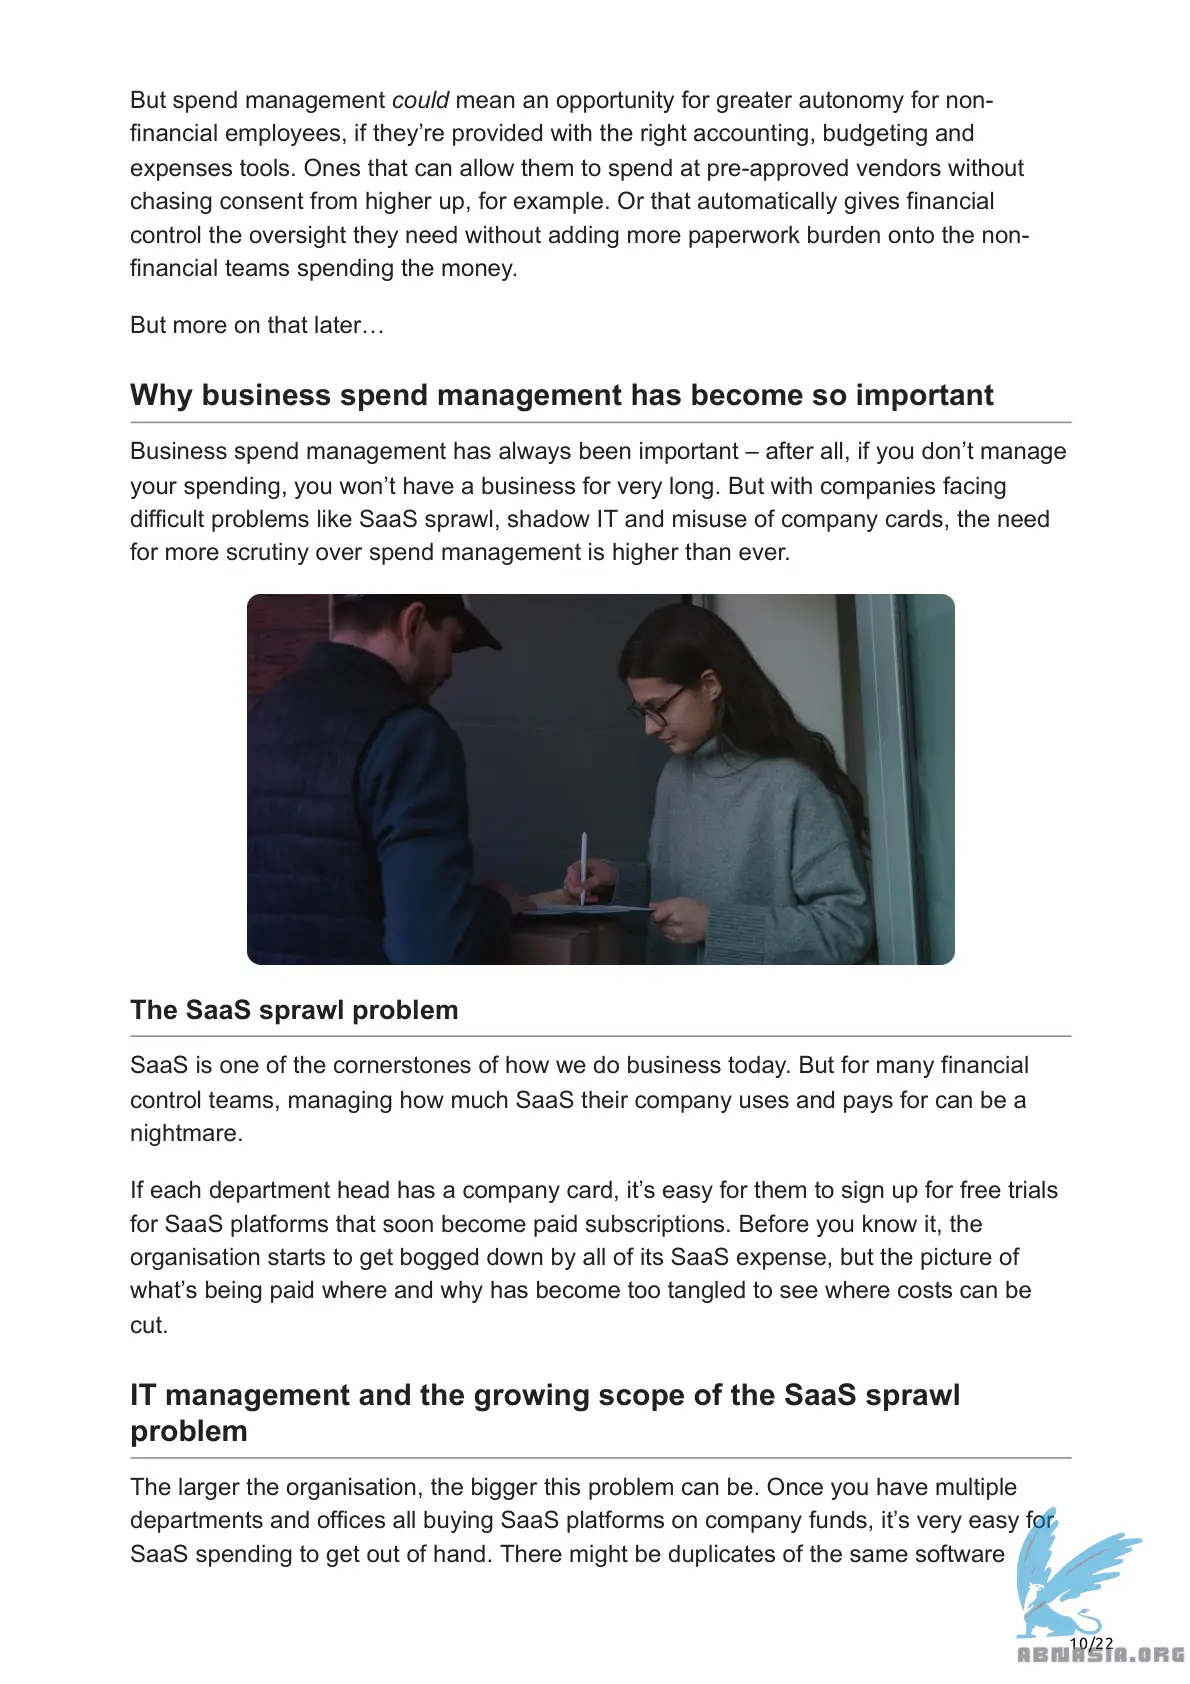 But spend management could mean an opportunity for greater autonomy for non-
financial employees, if they’re provided with the right accounting, budgeting and
expenses tools. Ones that can allow them to spend at pre-approved vendors without
chasing consent from higher up, for example. Or that automatically gives financial
control the oversight they need without adding more paperwork burden onto the non-
financial teams spending the money.
But more on that later…
Why business spend management has become so important
Business spend management has always been important – after all, if you don’t manage
your spending, you won’t have a business for very long. But with companies facing
difficult problems like SaaS sprawl, shadow IT and misuse of company cards, the need
for more scrutiny over spend management is higher than ever.
The SaaS sprawl problem
SaaS is one of the cornerstones of how we do business today. But for many financial
control teams, managing how much SaaS their company uses and pays for can be a
nightmare.
If each department head has a company card, it’s easy for them to sign up for free trials
for SaaS platforms that soon become paid subscriptions. Before you know it, the
organisation starts to get bogged down by all of its SaaS expense, but the picture of
what’s being paid where and why has become too tangled to see where costs can be
cut.
IT management and the growing scope of the SaaS sprawl
problem
The larger the organisation, the bigger this problem can be. Once you have multiple
departments and offices all buying SaaS platforms on company funds, it’s very easy for
SaaS spending to get out of hand. There might be duplicates of the same software
10/22
ABNASIA.ORG